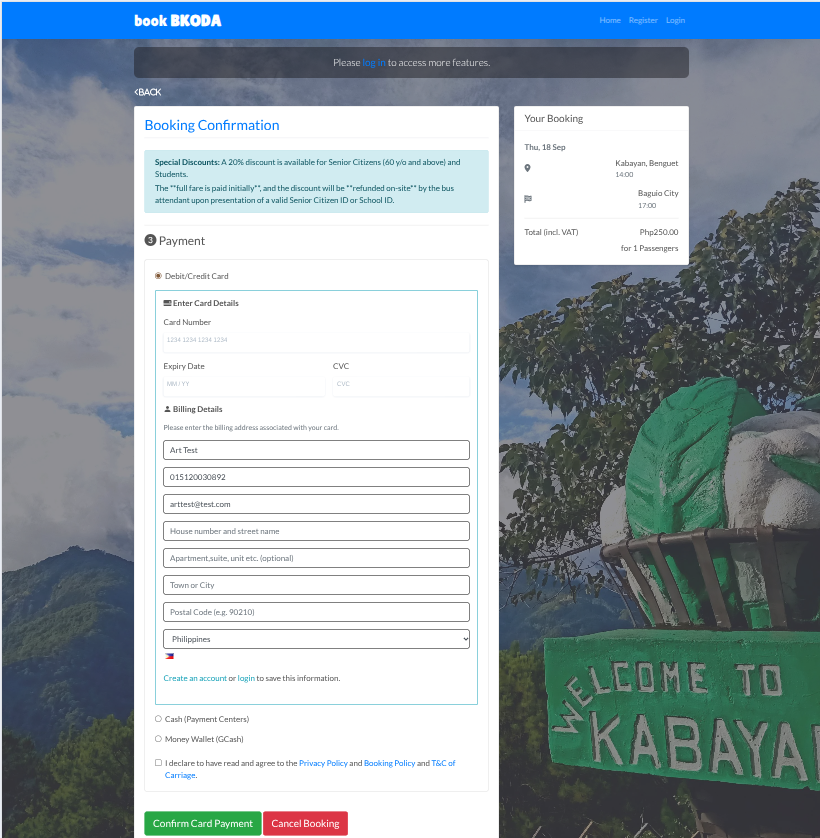 book BKODA
Home Register Login
Please log in to access more features.
<BACK
Booking Confirmation
Special Discounts: A 20% discount is available for Senior Citizens (60 y/o and above) and
Students.
The **full fare is paid initially**, and the discount will be **refunded on-site** by the bus
attendant upon presentation of a valid Senior Citizen ID or School ID.
3 Payment
Debit/Credit Card
Enter Card Details
Card Number
1234 1234 1234 1234
Expiry Date CVC
MM / YY CVC
Billing Details
Please enter the billing address associated with your card.
Art Test
015120030892
arttest@test.com
House number and street name
Apartment,suite, unit etc. (optional)
Town or City
Postal Code (e.g. 90210)
Philippines
Create an account or login to save this information.
Cash (Payment Centers)
Money Wallet (GCash)
I declare to have read and agree to the Privacy Policy and Booking Policy and T&C of
Carriage.
Confirm Card Payment Cancel Booking
Your Booking
Thu, 18 Sep
Kabayan, Benguet
14:00
Baguio City
17:00
Total (incl. VAT) Php250.00
for 1 Passengers
WELCOME TO
KABAYA